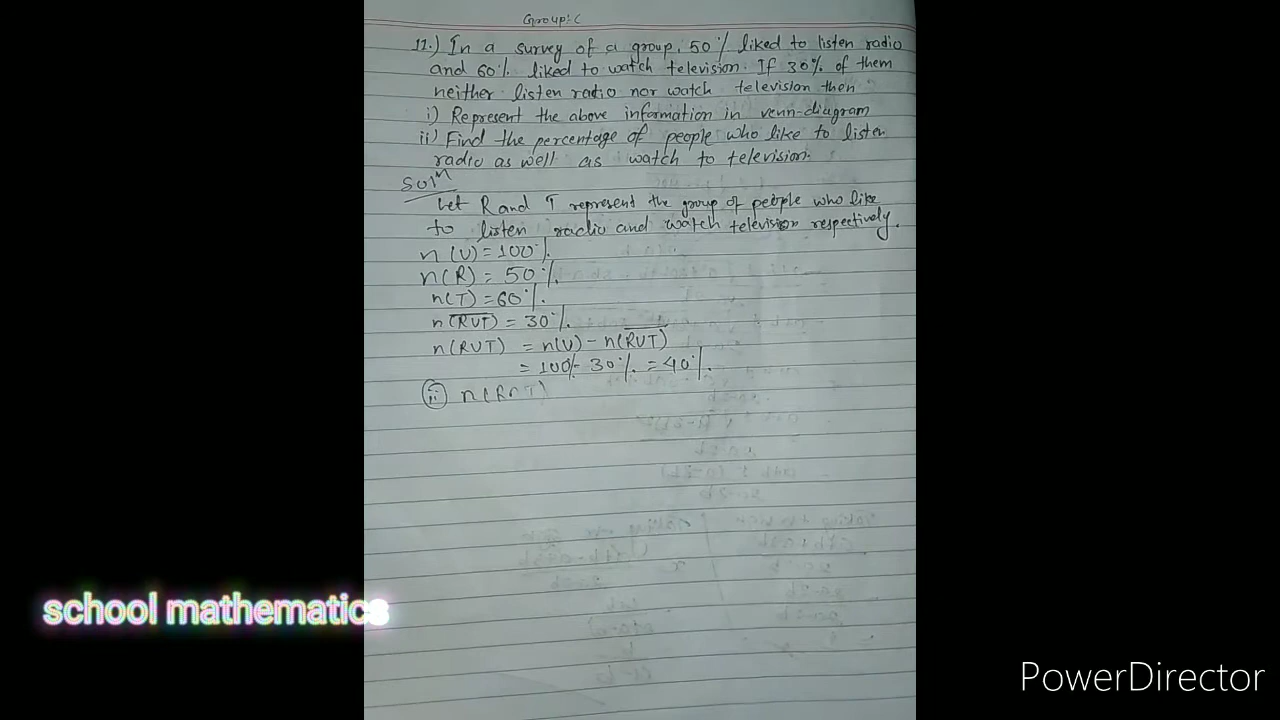 Group: C
11.) In a survey of a group, 50% liked to listen radio
and 60% liked to watch television. If 30% of them
neither listen radio nor watch television then
i) Represent the above information in venn-diagram
ii) Find the percentage of people who like to listen
radio as well as watch to television.
Solⁿ
Let R and T represent the group of people who like
to listen radio and watch television respectively.
n (U) = 100%.
n(R) = 50%.
n(T) = 60%.
n(R̅U̅T̅) = 30%.
n(RUT) = n(U) - n(R̅U̅T̅)
= 100% - 30%. = 40%.
ii n(R∩T)
school mathematics
PowerDirector